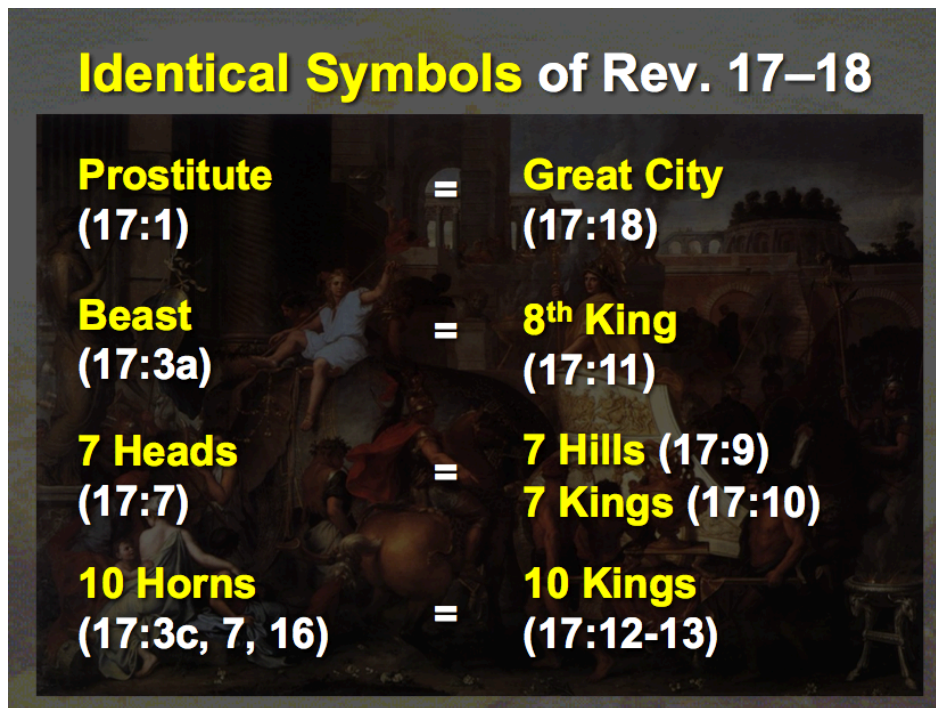 Identical Symbols of Rev. 17–18
Prostitute = Great City
(17:1) (17:18)
Beast = 8th King
(17:3a) (17:11)
7 Heads = 7 Hills (17:9)
(17:7) 7 Kings (17:10)
10 Horns = 10 Kings
(17:3c, 7, 16) (17:12-13)